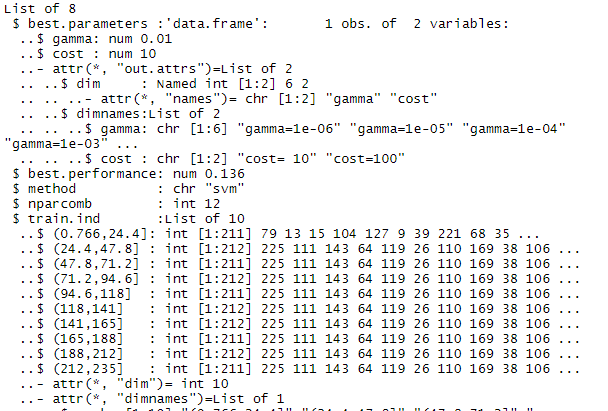 List of 8
 $ best.parameters :'data.frame':       1 obs. of  2 variables:
  ..$ gamma: num 0.01
  ..$ cost : num 10
  ..- attr(*, "out.attrs")=List of 2
  .. ..$ dim     : Named int [1:2] 6 2
  .. .. ..- attr(*, "names")= chr [1:2] "gamma" "cost"
  .. ..$ dimnames:List of 2
  .. .. ..$ gamma: chr [1:6] "gamma=1e-06" "gamma=1e-05" "gamma=1e-04"
"gamma=1e-03" ...
  .. .. ..$ cost : chr [1:2] "cost= 10" "cost=100"
 $ best.performance: num 0.136
 $ method          : chr "svm"
 $ nparcomb        : int 12
 $ train.ind       :List of 10
  ..$ (0.766,24.4]: int [1:211] 79 13 15 104 127 9 39 221 68 35 ...
  ..$ (24.4,47.8] : int [1:212] 225 111 143 64 119 26 110 169 38 106 ...
  ..$ (47.8,71.2] : int [1:212] 225 111 143 64 119 26 110 169 38 106 ...
  ..$ (71.2,94.6] : int [1:212] 225 111 143 64 119 26 110 169 38 106 ...
  ..$ (94.6,118]  : int [1:211] 225 111 143 64 119 26 110 169 38 106 ...
  ..$ (118,141]   : int [1:211] 225 111 143 64 119 26 110 169 38 106 ...
  ..$ (141,165]   : int [1:212] 225 111 143 64 119 26 110 169 38 106 ...
  ..$ (165,188]   : int [1:212] 225 111 143 64 119 26 110 169 38 106 ...
  ..$ (188,212]   : int [1:212] 225 111 143 64 119 26 110 169 38 106 ...
  ..$ (212,235]   : int [1:211] 225 111 143 64 119 26 110 169 38 106 ...
  ..- attr(*, "dim")= int 10
  ..- attr(*, "dimnames")=List of 1